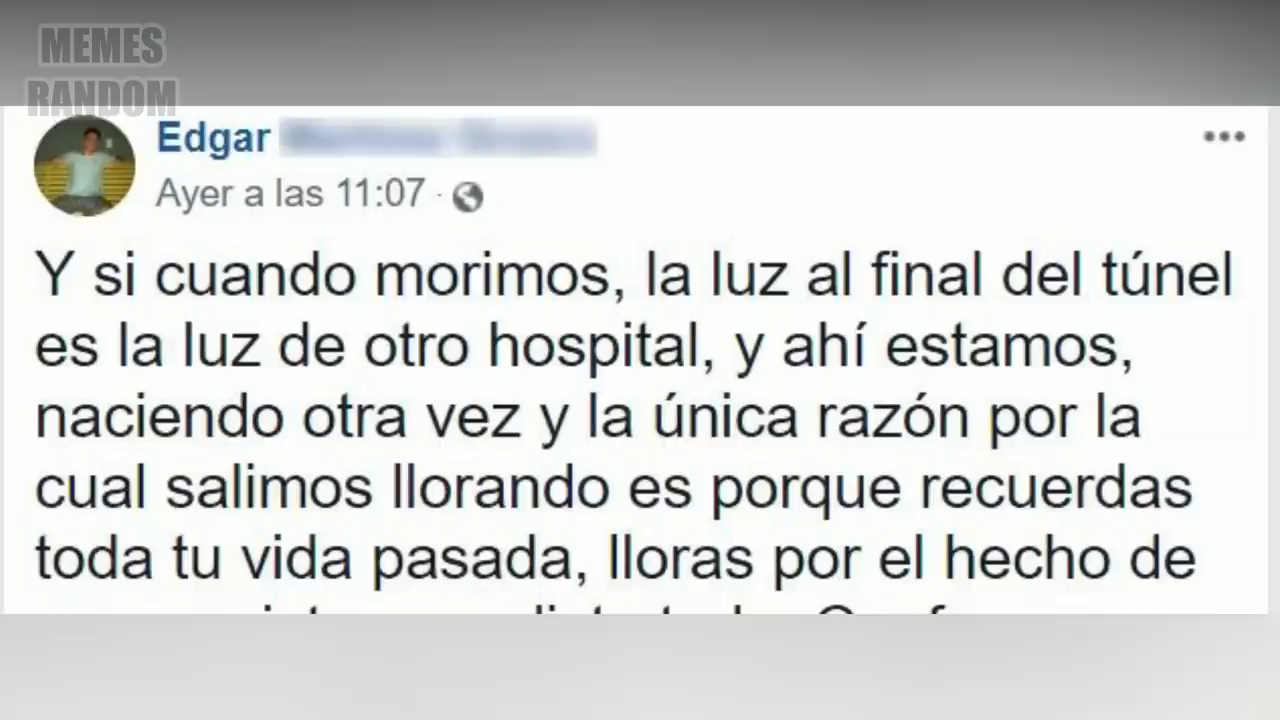 MEMES
RANDOM
Edgar
Ayer a las 11:07 ·
Y si cuando morimos, la luz al final del túnel
es la luz de otro hospital, y ahí estamos,
naciendo otra vez y la única razón por la
cual salimos llorando es porque recuerdas
toda tu vida pasada, lloras por el hecho de